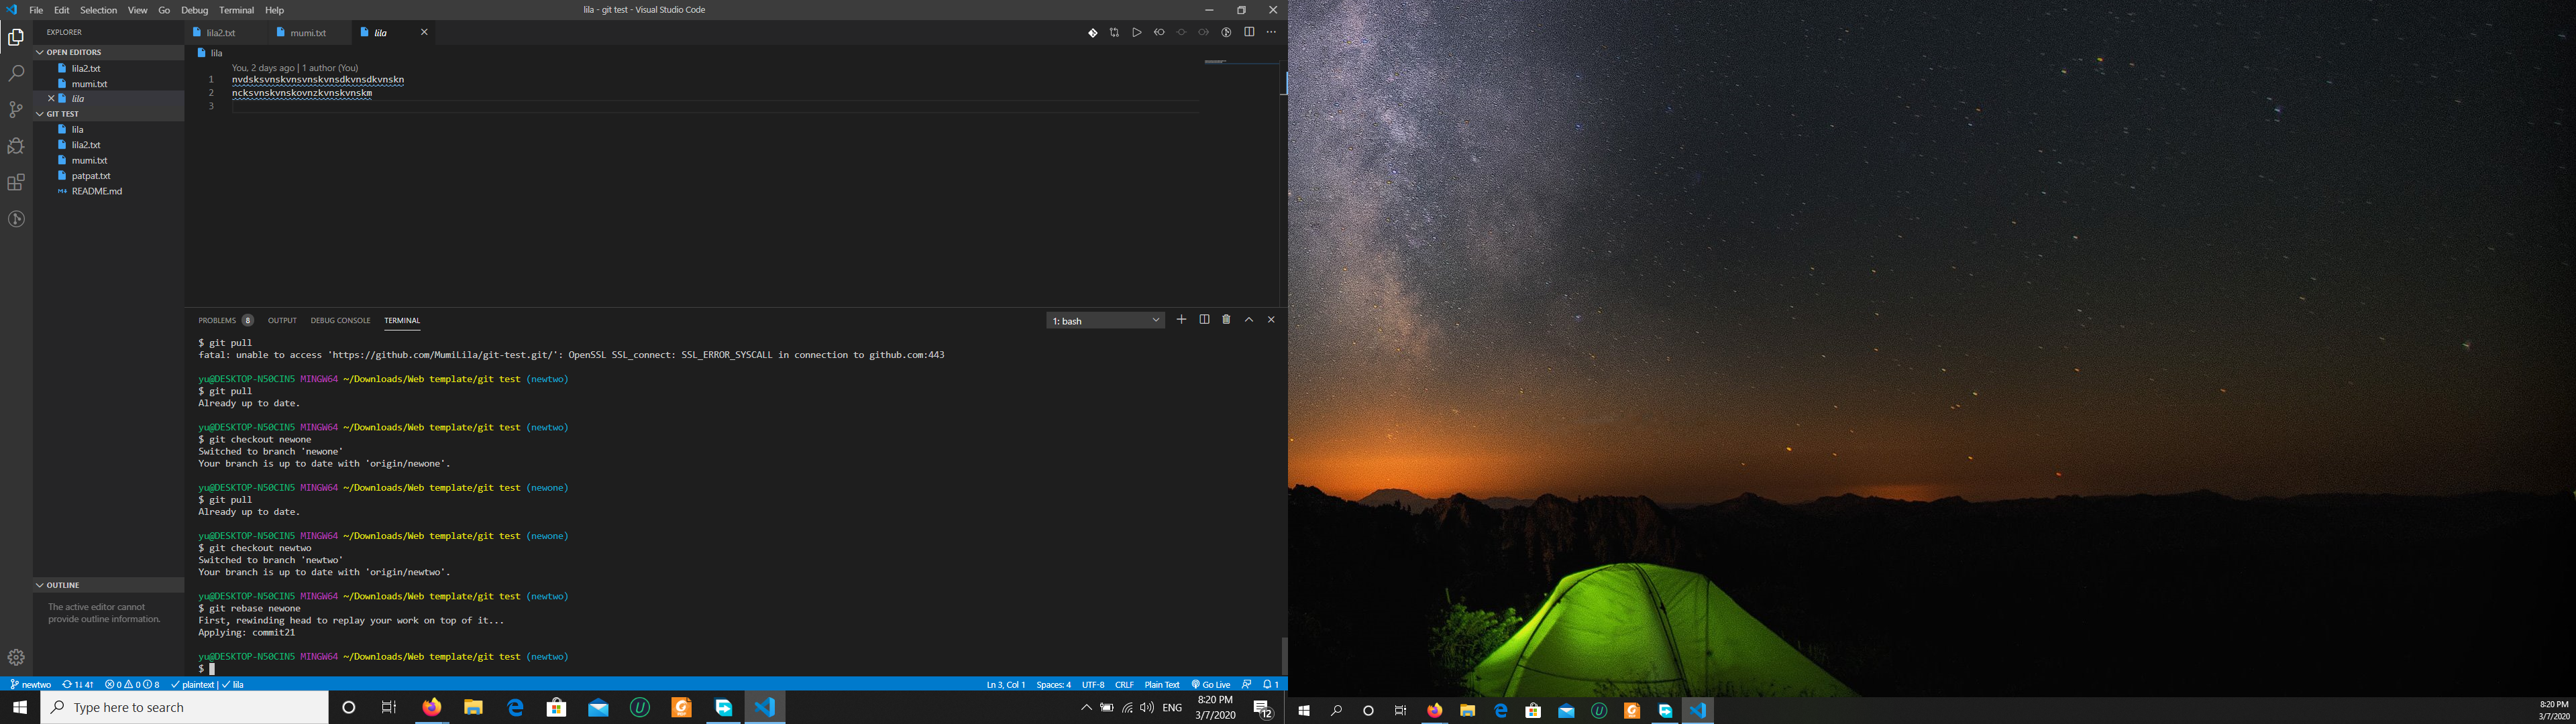 File Edit Selection View Go Debug Terminal Help
lila - git test - Visual Studio Code
EXPLORER
OPEN EDITORS
lila2.txt
mumi.txt
lila
GIT TEST
lila
lila2.txt
mumi.txt
patpat.txt
README.md
OUTLINE
The active editor cannot
provide outline information.
lila2.txt mumi.txt lila
lila
You, 2 days ago | 1 author (You)
1 nvdsksvnskvnsvnskvnsdkvnsdkvnskn
2 ncksvnskvnskovnzkvnskvnskm
3
PROBLEMS 8 OUTPUT DEBUG CONSOLE TERMINAL
1: bash
$ git pull
fatal: unable to access 'https://github.com/MumiLila/git-test.git/': OpenSSL SSL_connect: SSL_ERROR_SYSCALL in connection to github.com:443
yu@DESKTOP-N50CIN5 MINGW64 ~/Downloads/Web template/git test (newtwo)
$ git pull
Already up to date.
yu@DESKTOP-N50CIN5 MINGW64 ~/Downloads/Web template/git test (newtwo)
$ git checkout newone
Switched to branch 'newone'
Your branch is up to date with 'origin/newone'.
yu@DESKTOP-N50CIN5 MINGW64 ~/Downloads/Web template/git test (newone)
$ git pull
Already up to date.
yu@DESKTOP-N50CIN5 MINGW64 ~/Downloads/Web template/git test (newone)
$ git checkout newtwo
Switched to branch 'newtwo'
Your branch is up to date with 'origin/newtwo'.
yu@DESKTOP-N50CIN5 MINGW64 ~/Downloads/Web template/git test (newtwo)
$ git rebase newone
First, rewinding head to replay your work on top of it...
Applying: commit21
yu@DESKTOP-N50CIN5 MINGW64 ~/Downloads/Web template/git test (newtwo)
$
newtwo 1↓ 4↑ 0 0 8 plaintext | lila
Ln 3, Col 1 Spaces: 4 UTF-8 CRLF Plain Text Go Live 1
Type here to search
ENG
8:20 PM
3/7/2020
12
8:20 PM
3/7/2020